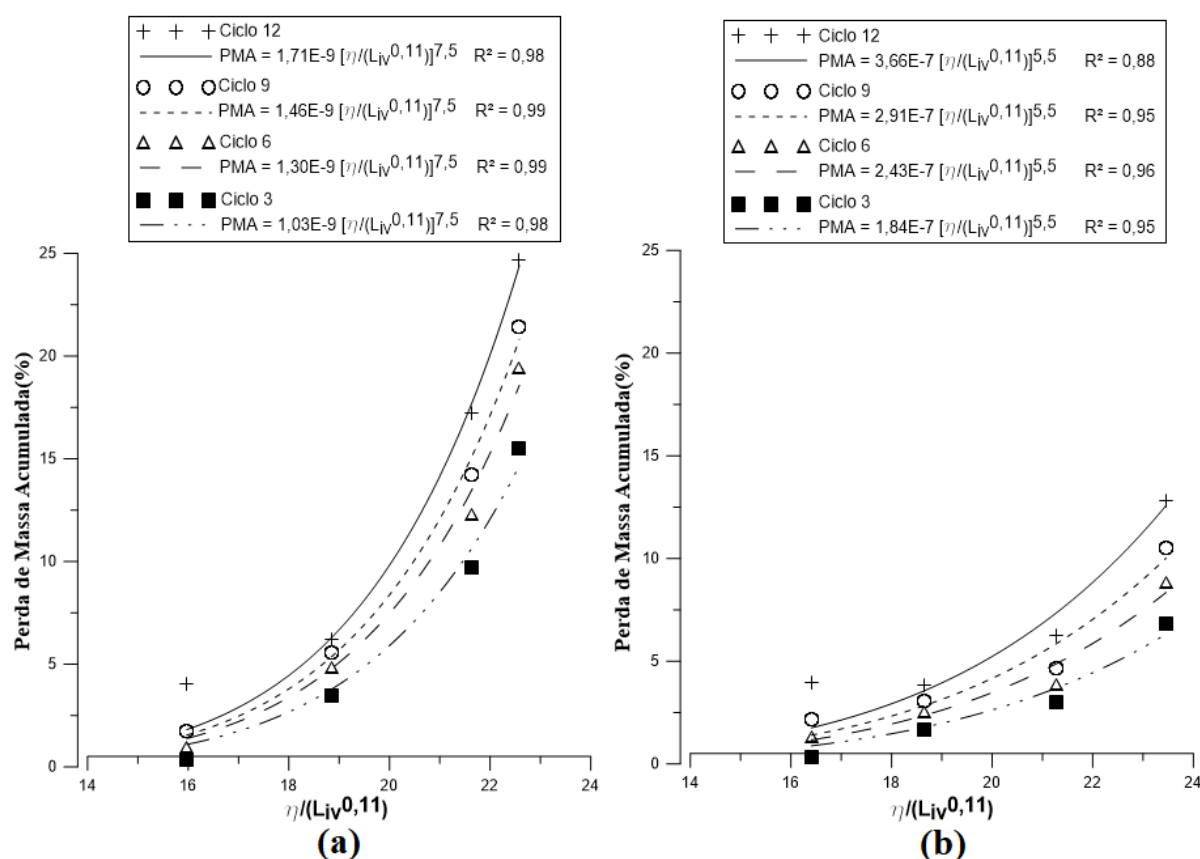 Ciclo 12
PMA = 1,71E-9 [η/(Liv0,11)]7,5 R² = 0,98
Ciclo 9
PMA = 1,46E-9 [η/(Liv0,11)]7,5 R² = 0,99
Ciclo 6
PMA = 1,30E-9 [η/(Liv0,11)]7,5 R² = 0,99
Ciclo 3
PMA = 1,03E-9 [η/(Liv0,11)]7,5 R² = 0,98
25
20
15
10
5
0
Perda de Massa Acumulada(%)
14 16 18 20 22 24
η/(Liv0,11)
(a)
Ciclo 12
PMA = 3,66E-7 [η/(Liv0,11)]5,5 R² = 0,88
Ciclo 9
PMA = 2,91E-7 [η/(Liv0,11)]5,5 R² = 0,95
Ciclo 6
PMA = 2,43E-7 [η/(Liv0,11)]5,5 R² = 0,96
Ciclo 3
PMA = 1,84E-7 [η/(Liv0,11)]5,5 R² = 0,95
25
20
15
10
5
0
Perda de Massa Acumulada(%)
14 16 18 20 22 24
η/(Liv0,11)
(b)